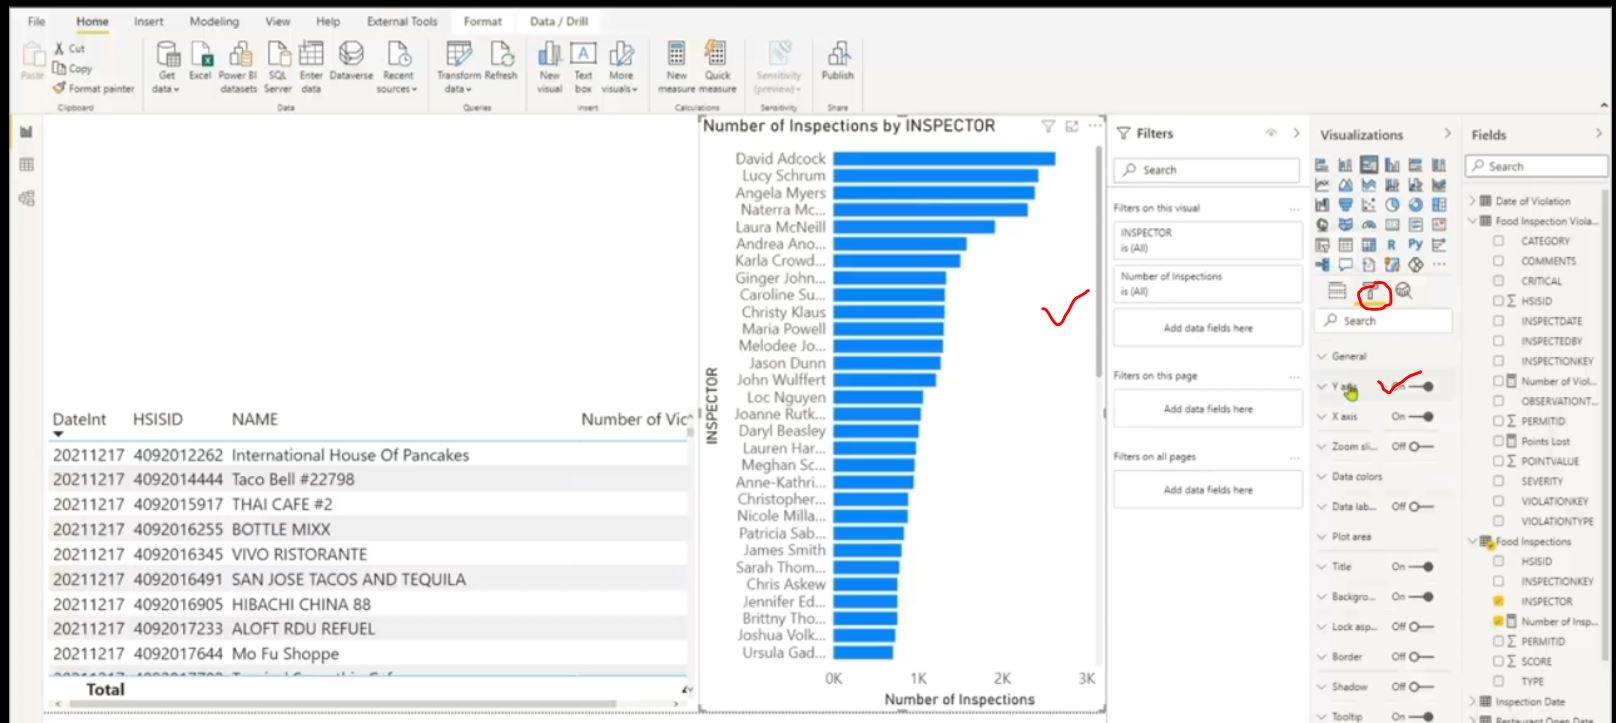 File Home Insert Modeling View Help External Tools Format Data / Drill
Paste
Cut
Copy
Format painter
Clipboard
Get data
Excel
Power BI datasets
SQL Server
Enter data
Dataverse
Recent sources
Data
Transform data
Refresh
Queries
New visual
Text box
More visuals
Insert
New measure
Quick measure
Calculations
Sensitivity (preview)
Sensitivity
Publish
Share
DateInt HSISID NAME Number of Vic
20211217 4092012262 International House Of Pancakes
20211217 4092014444 Taco Bell #22798
20211217 4092015917 THAI CAFE #2
20211217 4092016255 BOTTLE MIXX
20211217 4092016345 VIVO RISTORANTE
20211217 4092016491 SAN JOSE TACOS AND TEQUILA
20211217 4092016905 HIBACHI CHINA 88
20211217 4092017233 ALOFT RDU REFUEL
20211217 4092017644 Mo Fu Shoppe
Total
Number of Inspections by INSPECTOR
INSPECTOR
David Adcock
Lucy Schrum
Angela Myers
Naterra Mc...
Laura McNeill
Andrea Ano...
Karla Crowd...
Ginger John...
Caroline Su...
Christy Klaus
Maria Powell
Melodee Jo...
Jason Dunn
John Wulffert
Loc Nguyen
Joanne Rutk...
Daryl Beasley
Lauren Har...
Meghan Sc...
Anne-Kathri...
Christopher...
Nicole Milla...
Patricia Sab...
James Smith
Sarah Thom...
Chris Askew
Jennifer Ed...
Brittny Tho...
Joshua Volk...
Ursula Gad...
0K 1K 2K 3K
Number of Inspections
Filters
Search
Filters on this visual ...
INSPECTOR
is (All)
Number of Inspections
is (All)
Add data fields here
Filters on this page ...
Add data fields here
Filters on all pages ...
Add data fields here
Visualizations
R Py
...
Search
General
Y axis On
X axis On
Zoom sli... Off
Data colors
Data lab... Off
Plot area
Title On
Backgro... On
Lock asp... Off
Border Off
Shadow Off
Tooltip On
Fields
Search
Date of Violation
Food Inspection Viola...
CATEGORY
COMMENTS
CRITICAL
HSISID
INSPECTDATE
INSPECTEDBY
INSPECTIONKEY
Number of Viol...
OBSERVATIONT...
PERMITID
Points Lost
POINTVALUE
SEVERITY
VIOLATIONKEY
VIOLATIONTYPE
Food Inspections
HSISID
INSPECTIONKEY
INSPECTOR
Number of Insp...
PERMITID
SCORE
TYPE
Inspection Date
Restaurant Open Date